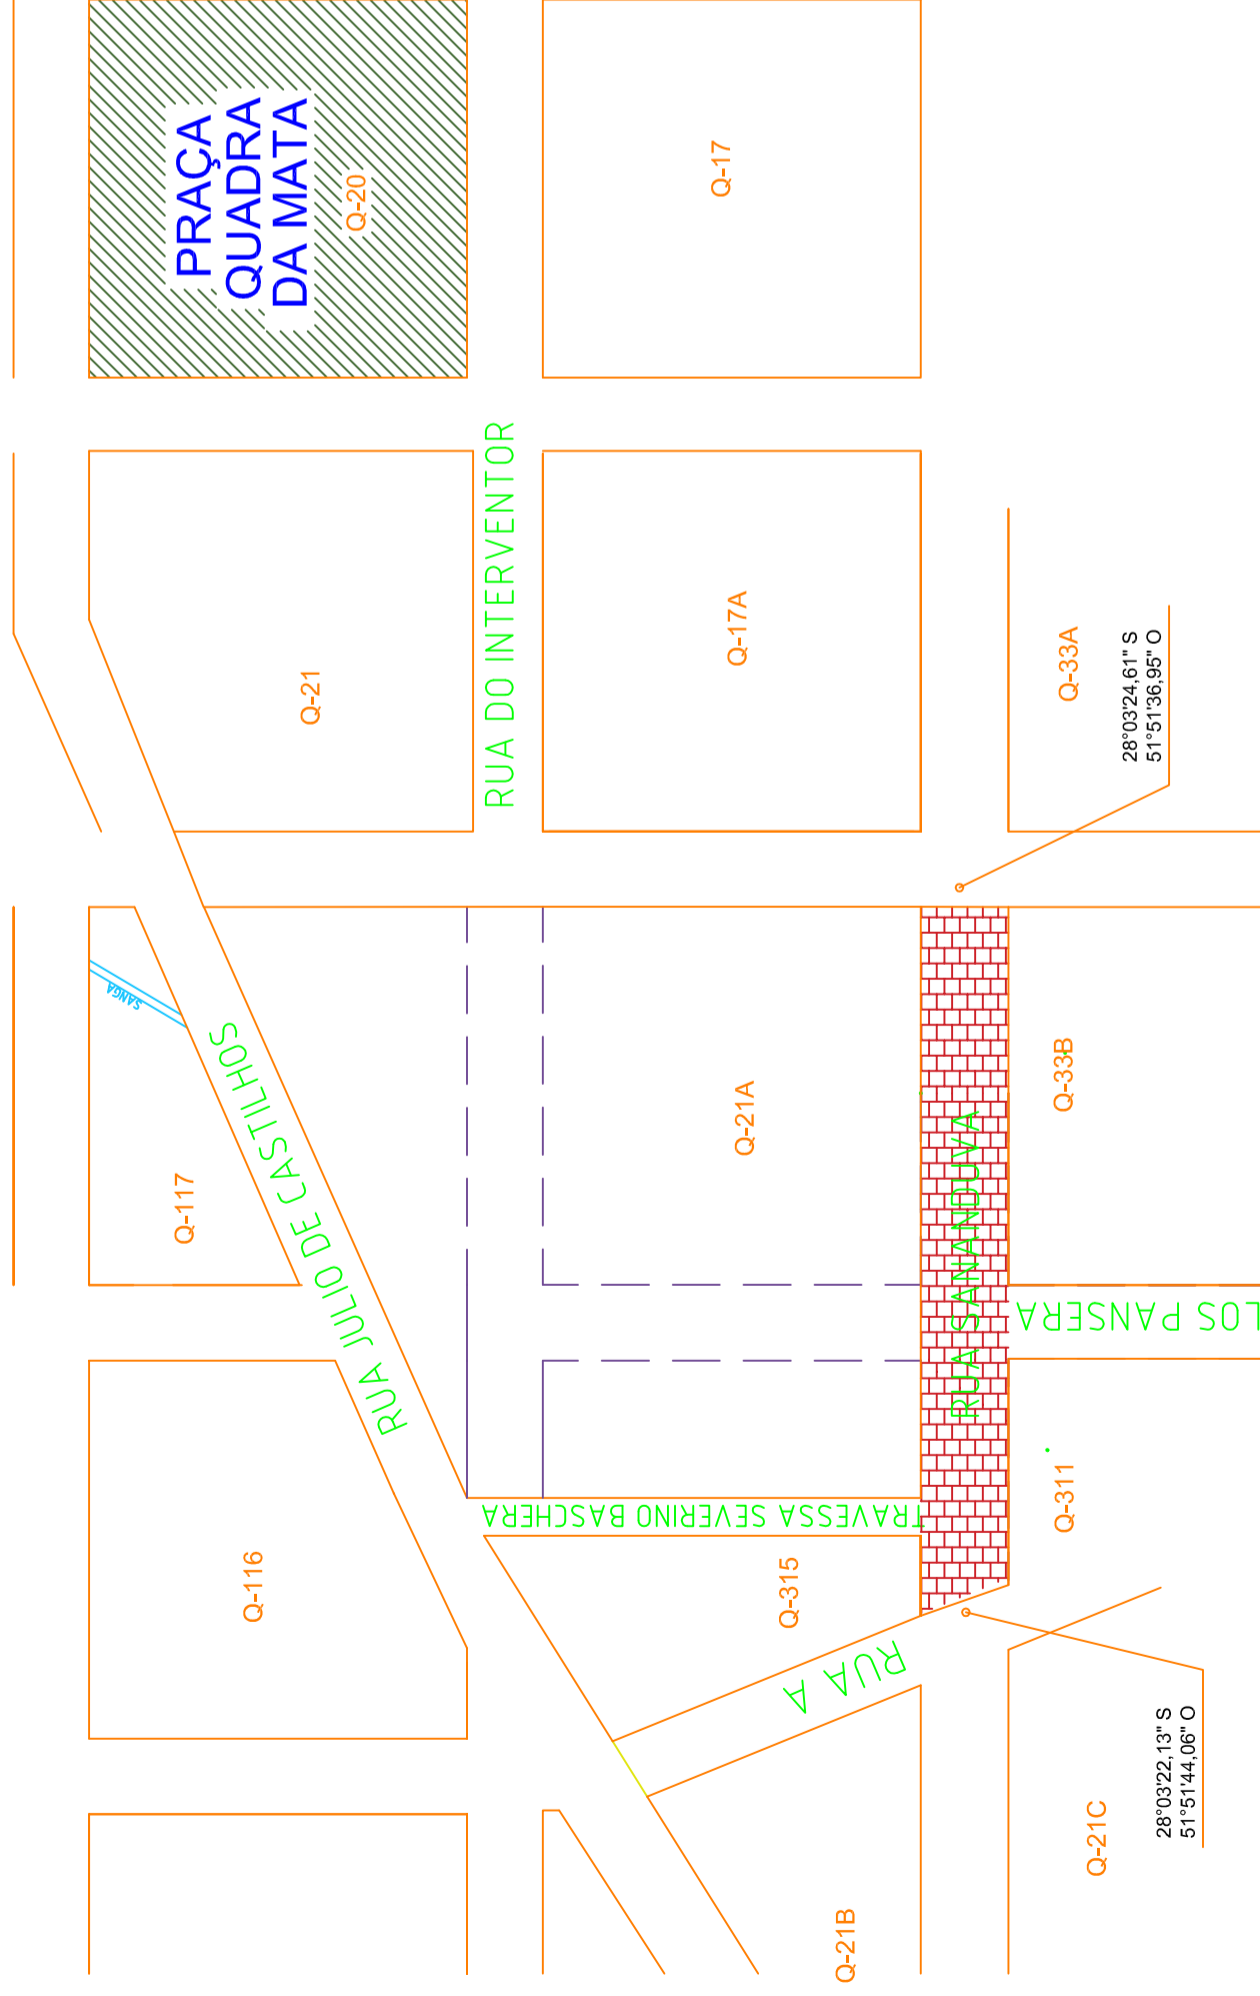 PRAÇA
QUADRA
DA MATA
Q-20
Q-17
Q-21
RUA DO INTERVENTOR
Q-17A
Q-33A
28°03'24,61" S
51°51'36,95" O
SANGA
Q-117
RUA JULIO DE CASTILHOS
Q-21A
RUA SANANDUVA
Q-33B
LOS PANSERA
Q-116
TRAVESSA SEVERINO BASCHERA
Q-315
Q-311
RUA A
Q-21B
Q-21C
28°03'22,13" S
51°51'44,06" O